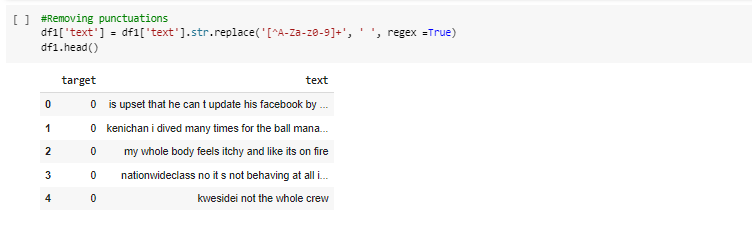 [ ] #Removing punctuations
df1['text'] = df1['text'].str.replace('[^A-Za-z0-9]+', ' ', regex =True)
df1.head()
target text
0 0 is upset that he can t update his facebook by ...
1 0 kenichan i dived many times for the ball mana...
2 0 my whole body feels itchy and like its on fire
3 0 nationwideclass no it s not behaving at all i...
4 0 kwesidei not the whole crew